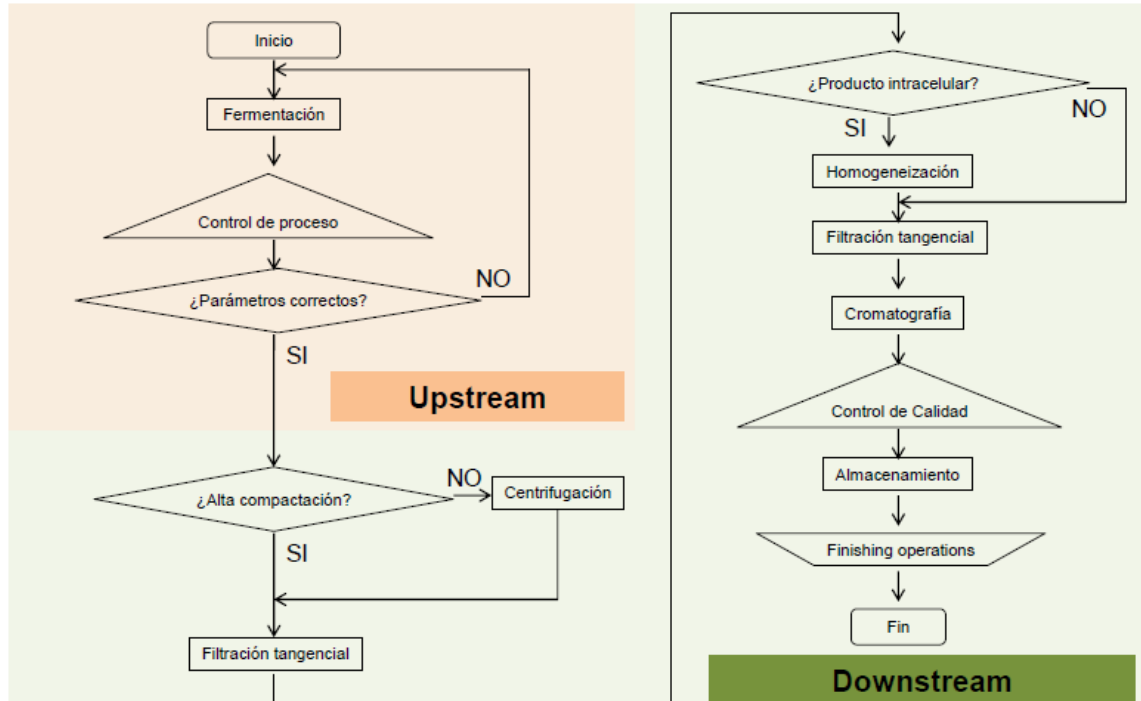 Inicio
Fermentación
Control de proceso
¿Parámetros correctos?
NO
SI
Upstream
¿Alta compactación?
NO
Centrifugación
SI
Filtración tangencial
¿Producto intracelular?
NO
SI
Homogeneización
Filtración tangencial
Cromatografía
Control de Calidad
Almacenamiento
Finishing operations
Fin
Downstream